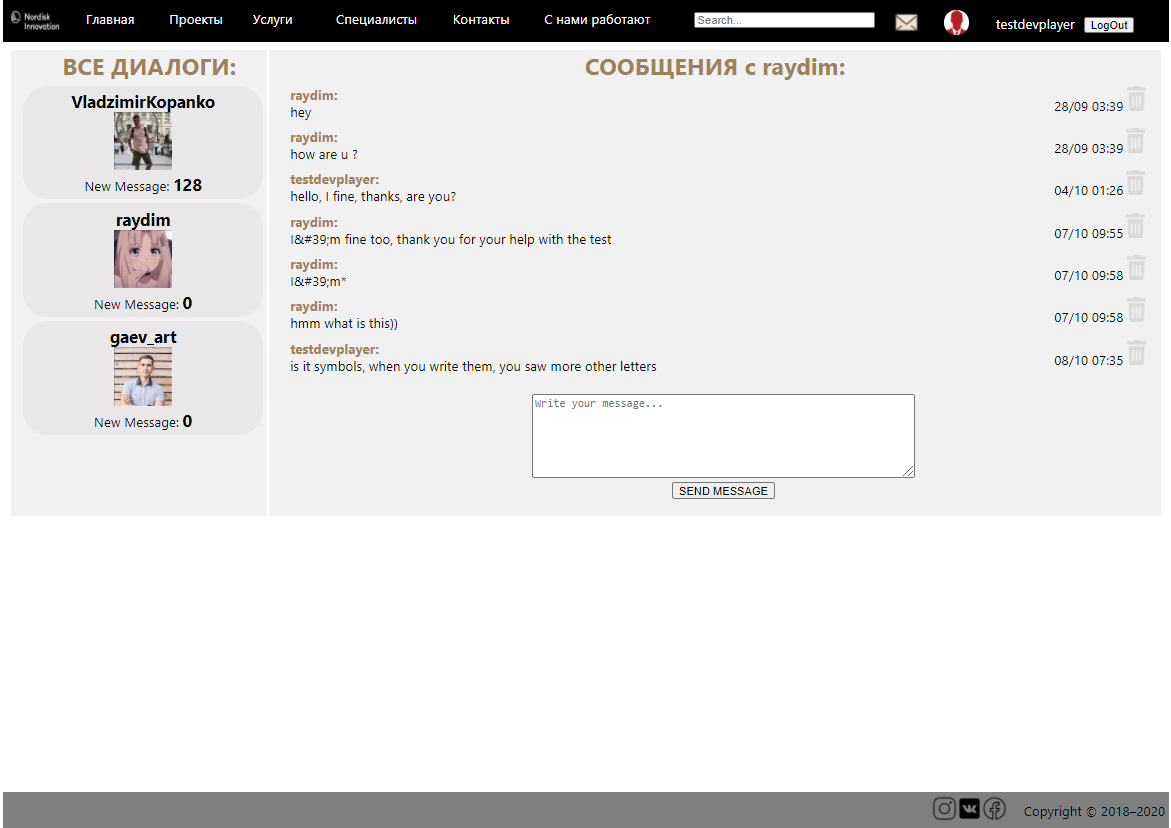 Nordisk
Innovation
Главная Проекты Услуги Специалисты Контакты С нами работают Search... testdevplayer LogOut
ВСЕ ДИАЛОГИ:
VladzimirKopanko
New Message: 128
raydim
New Message: 0
gaev_art
New Message: 0
СООБЩЕНИЯ с raydim:
raydim:
hey 28/09 03:39
raydim:
how are u ? 28/09 03:39
testdevplayer:
hello, I fine, thanks, are you? 04/10 01:26
raydim:
I&#39;m fine too, thank you for your help with the test 07/10 09:55
raydim:
I&#39;m* 07/10 09:58
raydim:
hmm what is this)) 07/10 09:58
testdevplayer:
is it symbols, when you write them, you saw more other letters 08/10 07:35
Write your message...
SEND MESSAGE
Copyright © 2018–2020